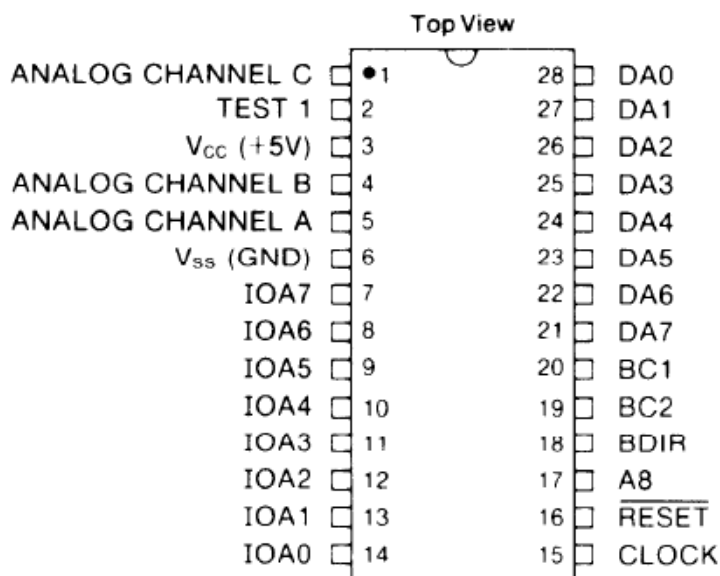 Top View
ANALOG CHANNEL C 1 28 DA0
TEST 1 2 27 DA1
Vcc (+5V) 3 26 DA2
ANALOG CHANNEL B 4 25 DA3
ANALOG CHANNEL A 5 24 DA4
Vss (GND) 6 23 DA5
IOA7 7 22 DA6
IOA6 8 21 DA7
IOA5 9 20 BC1
IOA4 10 19 BC2
IOA3 11 18 BDIR
IOA2 12 17 A8
IOA1 13 16 RESET
IOA0 14 15 CLOCK